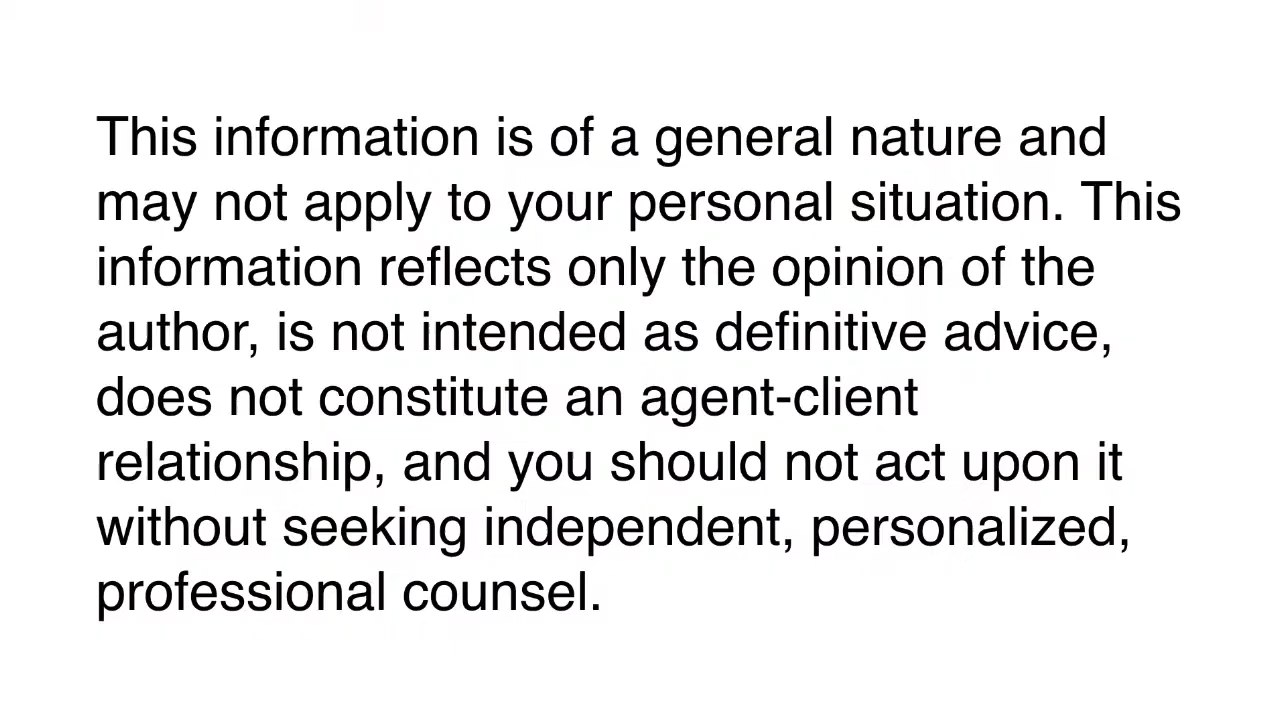 This information is of a general nature and
may not apply to your personal situation. This
information reflects only the opinion of the
author, is not intended as definitive advice,
does not constitute an agent-client
relationship, and you should not act upon it
without seeking independent, personalized,
professional counsel.